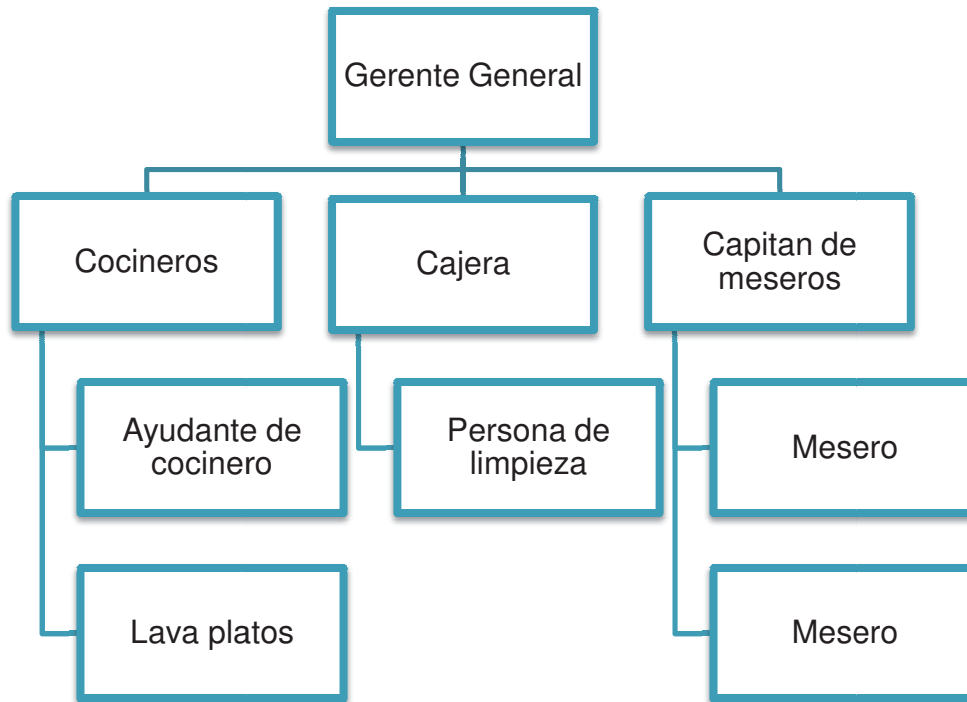 Gerente General
Cocineros
Cajera
Capitan de
meseros
Ayudante de
cocinero
Persona de
limpieza
Mesero
Lava platos
Mesero